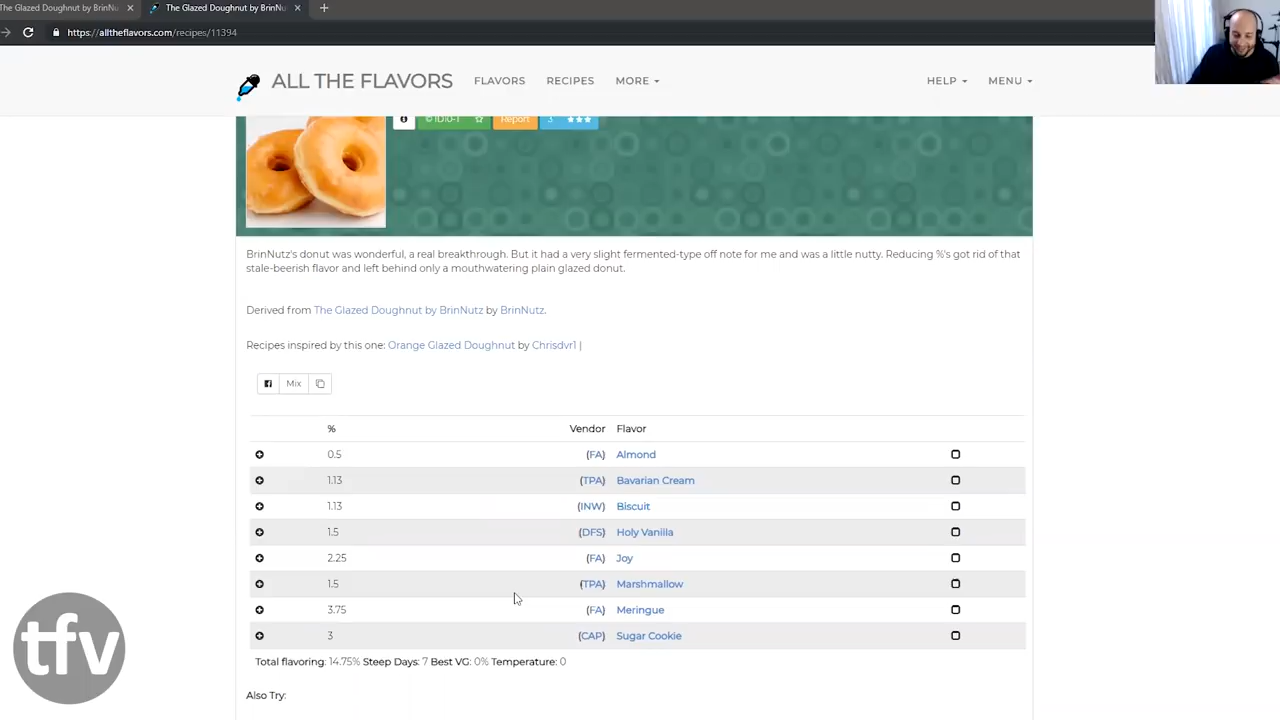 The Glazed Doughnut by BrinNu
The Glazed Doughnut by BrinN
https://alltheflavors.com/recipes/11394
ALL THE FLAVORS FLAVORS RECIPES MORE HELP MENU
© ID10-T Report 3
BrinNutz's donut was wonderful, a real breakthrough. But it had a very slight fermented-type off note for me and was a little nutty. Reducing %'s got rid of that
stale-beerish flavor and left behind only a mouthwatering plain glazed donut.
Derived from The Glazed Doughnut by BrinNutz by BrinNutz.
Recipes inspired by this one: Orange Glazed Doughnut by Chrisdvr1 |
Mix
% Vendor Flavor
0.5 (FA) Almond
1.13 (TPA) Bavarian Cream
1.13 (INW) Biscuit
1.5 (DFS) Holy Vanilla
2.25 (FA) Joy
1.5 (TPA) Marshmallow
3.75 (FA) Meringue
3 (CAP) Sugar Cookie
Total flavoring: 14.75% Steep Days: 7 Best VG: 0% Temperature: 0
Also Try:
tfv